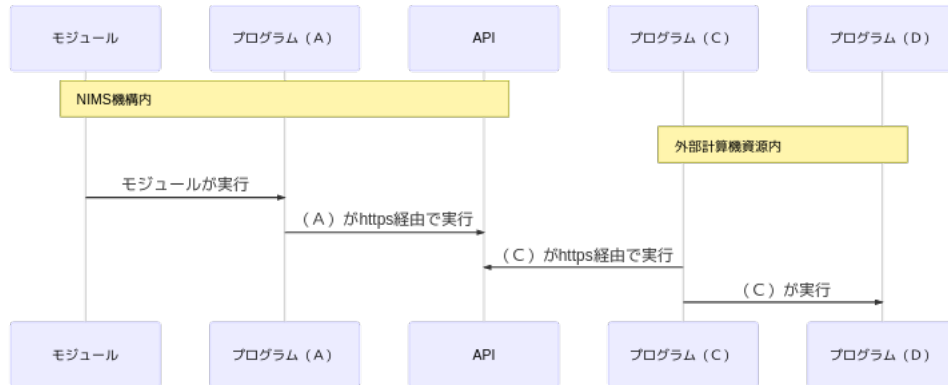 モジュール
プログラム（A）
API
プログラム（C）
プログラム（D）
NIMS機構内
外部計算機資源内
モジュールが実行
（A）がhttps経由で実行
（C）がhttps経由で実行
（C）が実行
モジュール
プログラム（A）
API
プログラム（C）
プログラム（D）